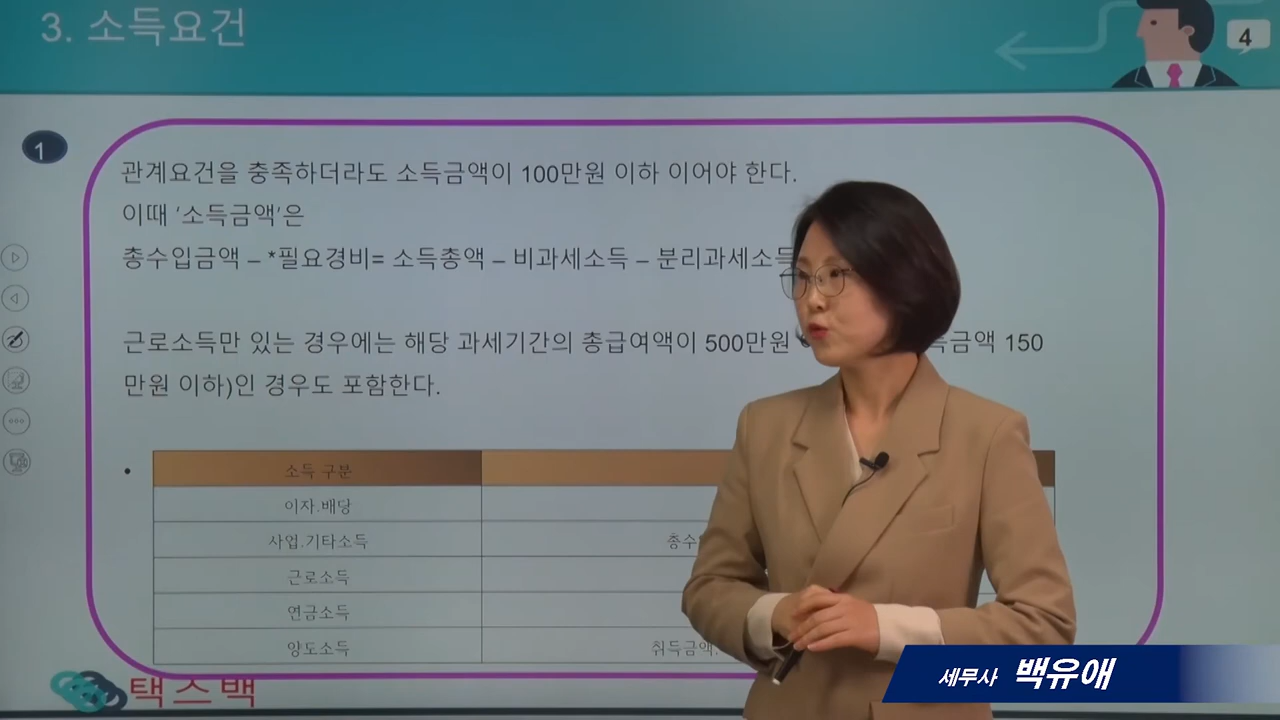 3. 소득요건
4
1
관계요건을 충족하더라도 소득금액이 100만원 이하 이어야 한다.
이때 '소득금액'은
총수입금액 – *필요경비= 소득총액 – 비과세소득 – 분리과세소득
근로소득만 있는 경우에는 해당 과세기간의 총급여액이 500만원 금액 150
만원 이하)인 경우도 포함한다.
• 소득 구분
이자.배당
사업.기타소득 총수
근로소득
연금소득
양도소득 취득금액.
택스백
세무사 백유애